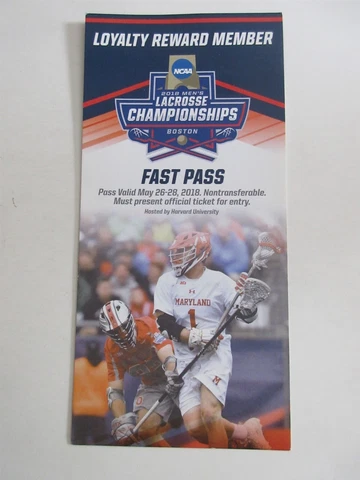 LOYALTY REWARD MEMBER
NCAA
2018 MEN'S
LACROSSE
CHAMPIONSHIPS
BOSTON
FAST PASS
Pass Valid May 26-28, 2018. Nontransferable.
Must present official ticket for entry.
Hosted by Harvard University
MARYLAND
1
M